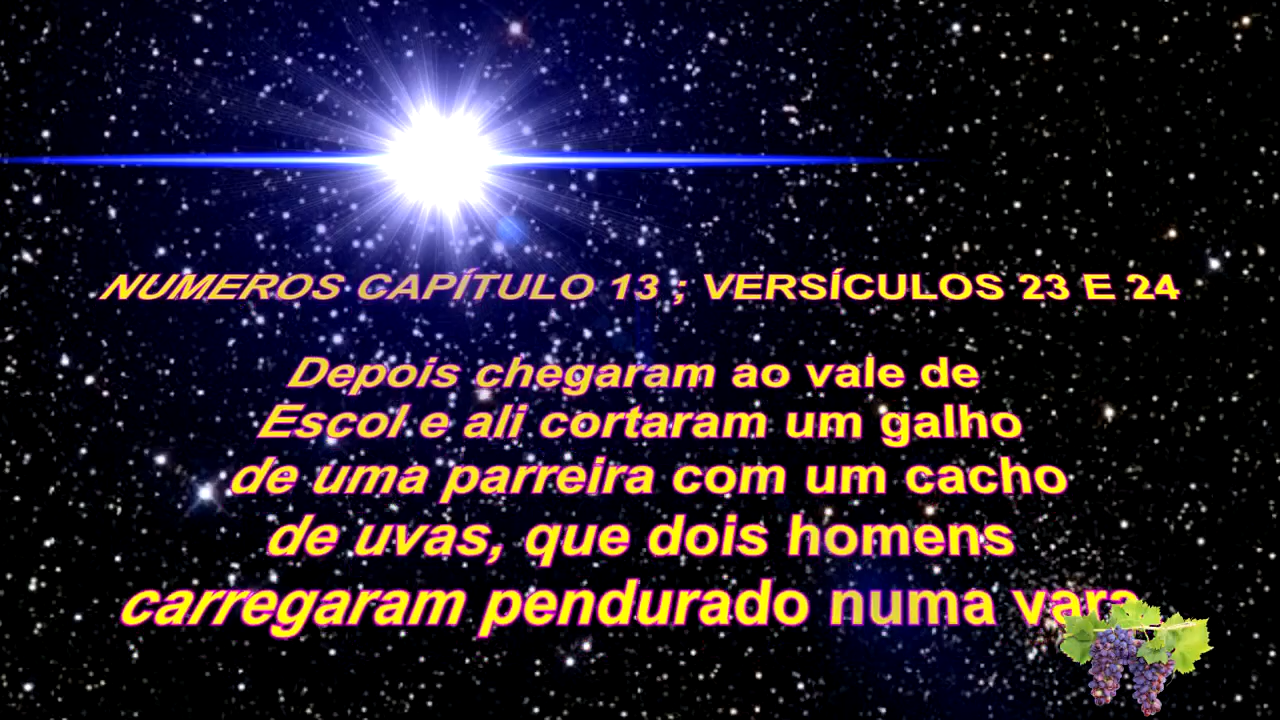 NUMEROS CAPÍTULO 13 ; VERSÍCULOS 23 E 24
Depois chegaram ao vale de
Escol e ali cortaram um galho
de uma parreira com um cacho
de uvas, que dois homens
carregaram pendurado numa vara